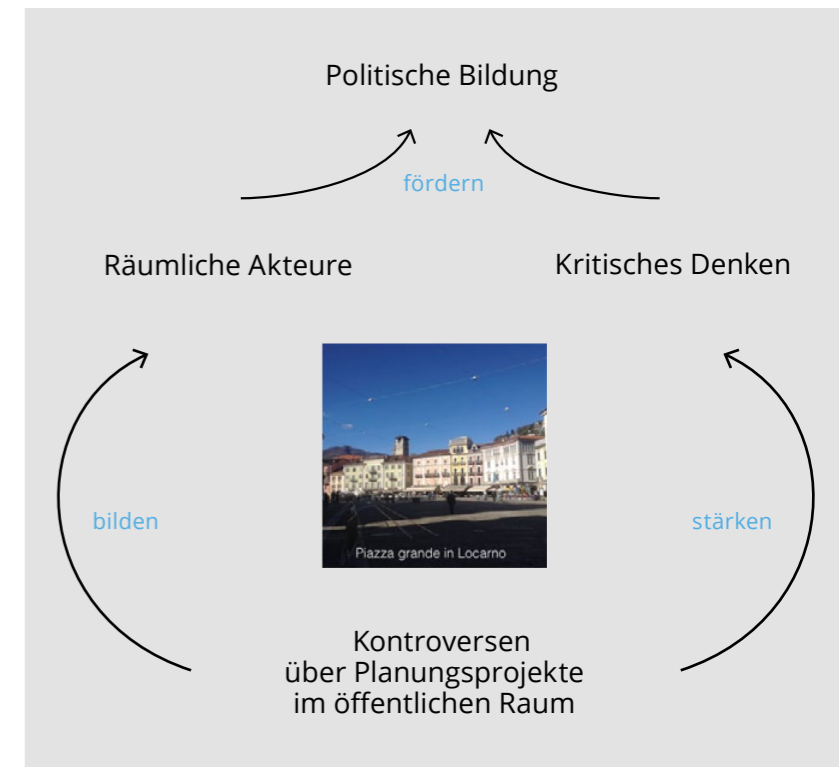 Politische Bildung
fördern
Räumliche Akteure
Kritisches Denken
bilden
stärken
Piazza grande in Locarno
Kontroversen
über Planungsprojekte
im öffentlichen Raum